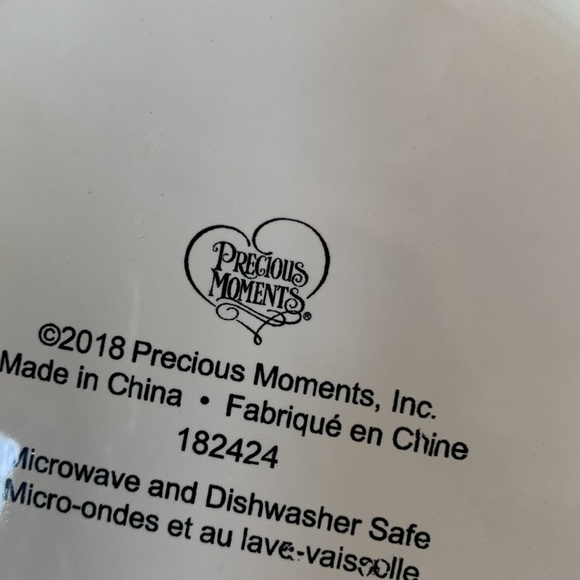 PRECIOUS
MOMENTS®
©2018 Precious Moments, Inc.
Made in China • Fabriqué en Chine
182424
Microwave and Dishwasher Safe
Micro-ondes et au lave-vaisselle